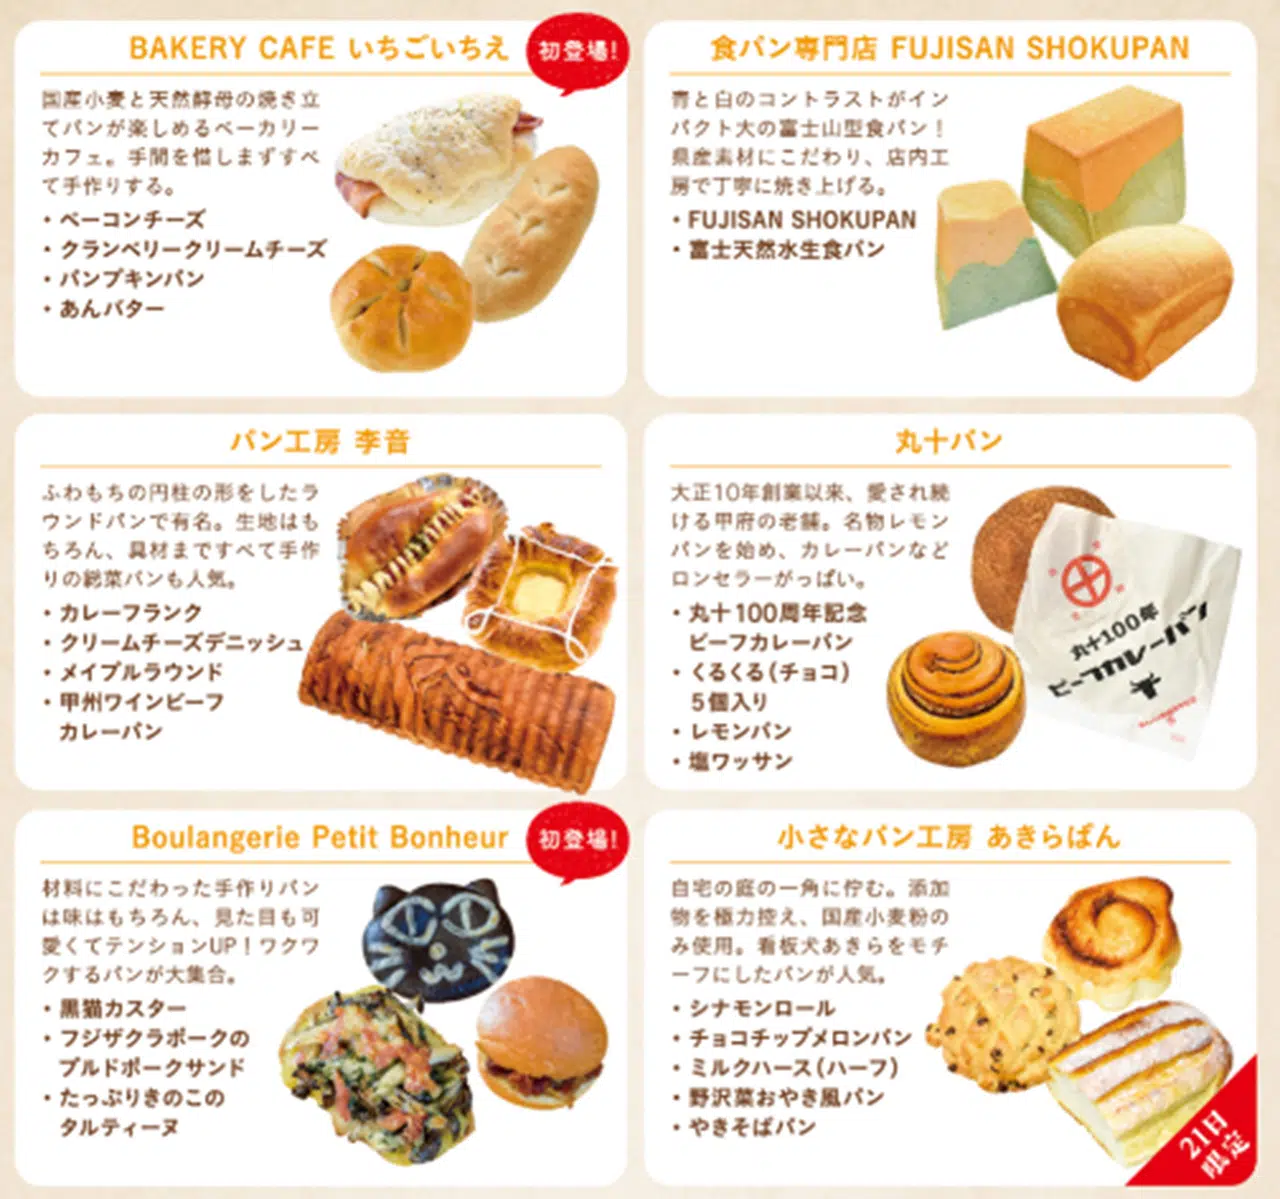 BAKERY CAFE いちごいちえ
初登場!
国産小麦と天然酵母の焼き立
てパンが楽しめるベーカリー
カフェ。手間を惜しまずすべ
て手作りする。
・ベーコンチーズ
・クランベリークリームチーズ
・パンプキンパン
・あんバター
食パン専門店 FUJISAN SHOKUPAN
青と白のコントラストがイン
パクト大の富士山型食パン!
県産素材にこだわり、店内工
房で丁寧に焼き上げる。
・FUJISAN SHOKUPAN
・富士天然水生食パン
パン工房 李音
ふわもちの円柱の形をしたラ
ウンドパンで有名。生地はも
ちろん、具材まですべて手作
りの総菜パンも人気。
・カレーフランク
・クリームチーズデニッシュ
・メイプルラウンド
・甲州ワインビーフ
カレーパン
丸十パン
大正10年創業以来、愛され続
ける甲府の老舗。名物レモン
パンを始め、カレーパンなど
ロンセラーがっぱい。
・丸十100周年記念
ビーフカレーパン
・くるくる(チョコ)
5個入り
・レモンパン
・塩ワッサン
丸十100年
ビーフカレーパン
Boulangerie Petit Bonheur
初登場!
材料にこだわった手作りパン
は味はもちろん、見た目も可
愛くてテンションUP!ワクワ
クするパンが大集合。
・黒猫カスター
・フジザクラポークの
プルドポークサンド
・たっぷりきのこの
タルティーヌ
小さなパン工房 あきらぱん
自宅の庭の一角に佇む。添加
物を極力控え、国産小麦粉の
み使用。看板犬あきらをモチ
ーフにしたパンが人気。
・シナモンロール
・チョコチップメロンパン
・ミルクハース(ハーフ)
・野沢菜おやき風パン
・やきそばパン
21日
限定